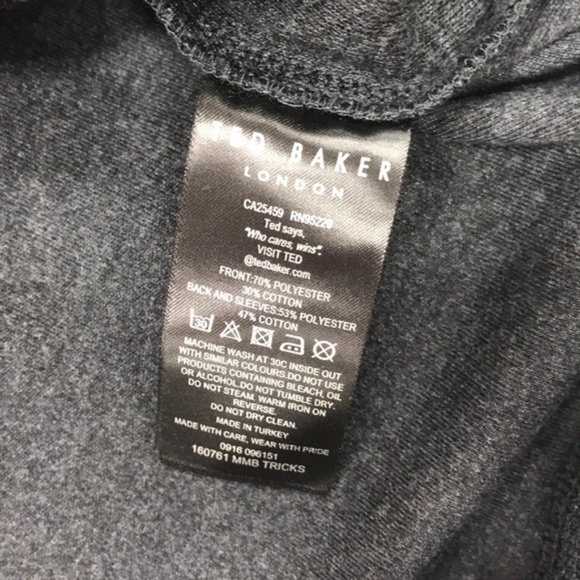 TED BAKER
LONDON
CA25459 RN95229
Ted says,
"Who cares, wins".
VISIT TED
@tedbaker.com
FRONT:70% POLYESTER
30% COTTON
BACK AND SLEEVES:53% POLYESTER
47% COTTON
30
MACHINE WASH AT 30C INSIDE OUT
WITH SIMILAR COLOURS.DO NOT USE
PRODUCTS CONTAINING BLEACH, OIL
OR ALCOHOL.DO NOT TUMBLE DRY.
DO NOT STEAM. WARM IRON ON
REVERSE.
DO NOT DRY CLEAN.
MADE IN TURKEY
MADE WITH CARE, WEAR WITH PRIDE
0916 096151
160761 MMB TRICKS